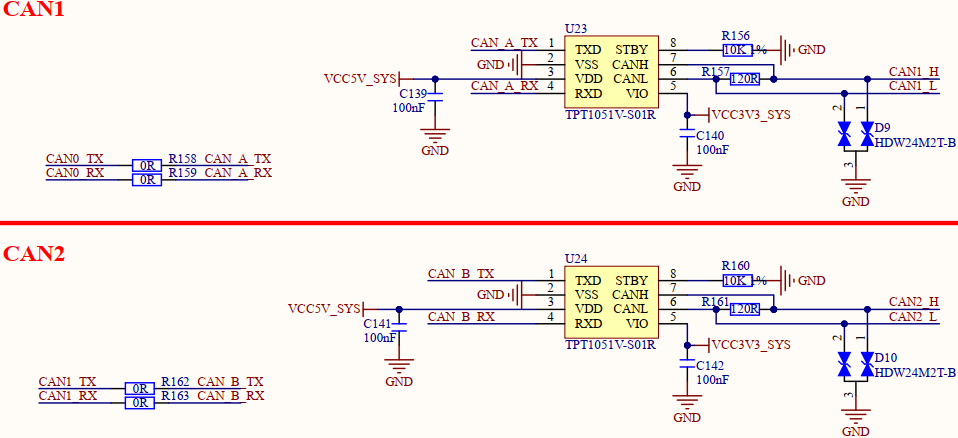 CAN1
U23
CAN_A_TX 1 TXD STBY 8 R156 10K 1% GND
GND 2 VSS CANH 7
VCC5V_SYS 3 VDD CANL 6 R157 120R CAN1_H
CAN_A_RX 4 RXD VIO 5 CAN1_L
C139 100nF
TPT1051V-S01R
VCC3V3_SYS
2 1
D9
HDW24M2T-B
C140
100nF
GND
3
GND
GND
CAN0_TX 0R R158 CAN_A_TX
CAN0_RX 0R R159 CAN_A_RX
CAN2
U24
CAN_B_TX 1 TXD STBY 8 R160 10K 1% GND
GND 2 VSS CANH 7
VCC5V_SYS 3 VDD CANL 6 R161 120R CAN2_H
CAN_B_RX 4 RXD VIO 5 CAN2_L
C141
100nF
TPT1051V-S01R
VCC3V3_SYS
2 1
D10
HDW24M2T-B
C142
100nF
GND
3
GND
GND
CAN1_TX 0R R162 CAN_B_TX
CAN1_RX 0R R163 CAN_B_RX